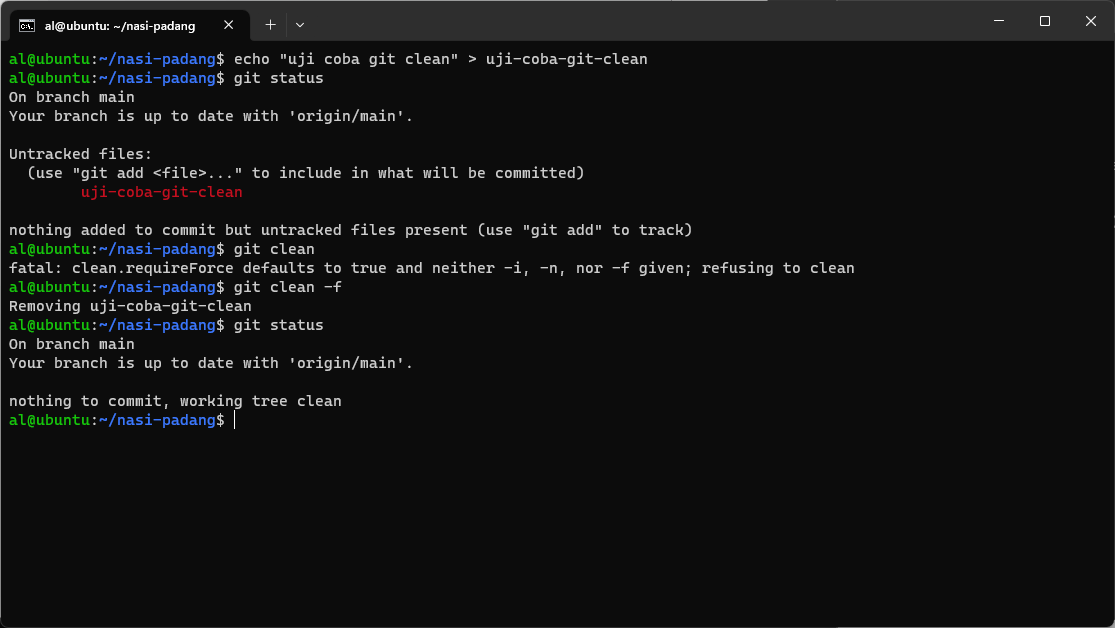 al@ubuntu: ~/nasi-padang
al@ubuntu:~/nasi-padang$ echo "uji coba git clean" > uji-coba-git-clean
al@ubuntu:~/nasi-padang$ git status
On branch main
Your branch is up to date with 'origin/main'.

Untracked files:
  (use "git add <file>..." to include in what will be committed)
        uji-coba-git-clean

nothing added to commit but untracked files present (use "git add" to track)
al@ubuntu:~/nasi-padang$ git clean
fatal: clean.requireForce defaults to true and neither -i, -n, nor -f given; refusing to clean
al@ubuntu:~/nasi-padang$ git clean -f
Removing uji-coba-git-clean
al@ubuntu:~/nasi-padang$ git status
On branch main
Your branch is up to date with 'origin/main'.

nothing to commit, working tree clean
al@ubuntu:~/nasi-padang$